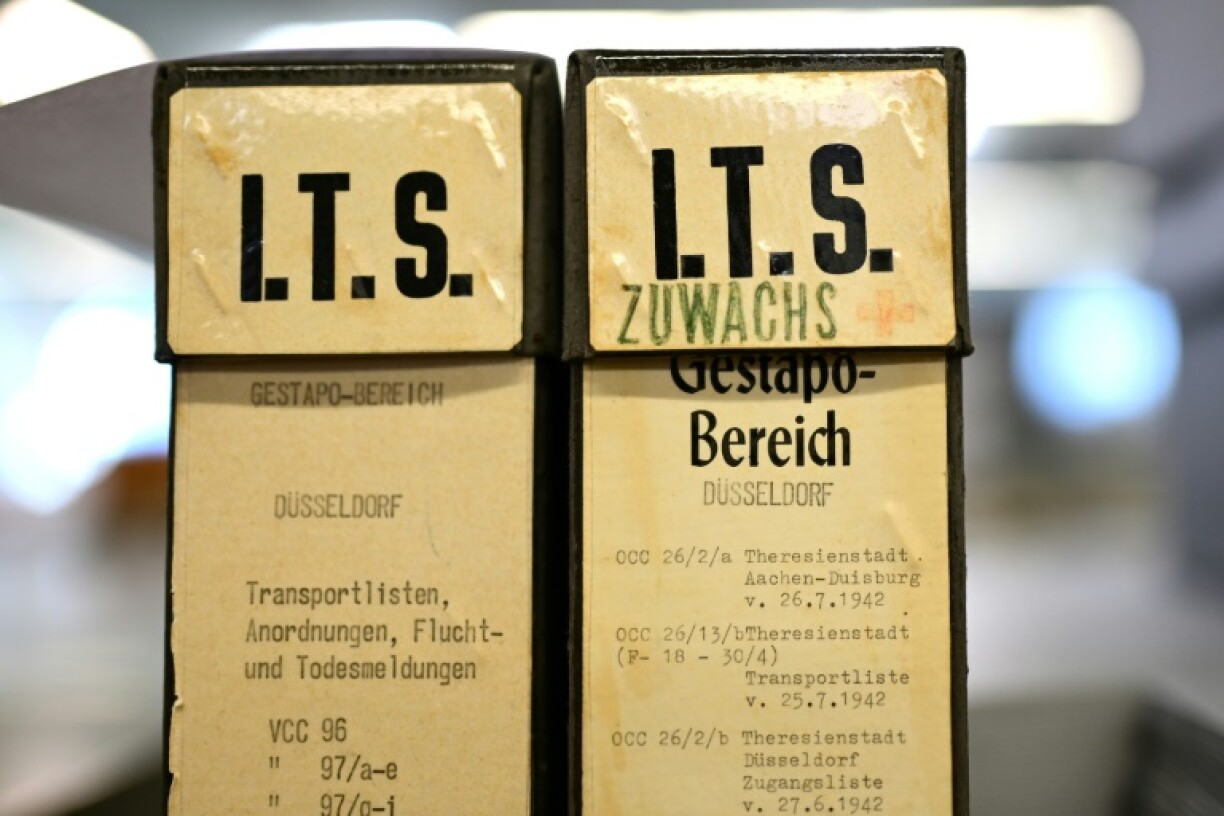 I.T.S.
GESTAPO-BEREICH
DÜSSELDORF
Transportlisten,
Anordnungen, Flucht-
und Todesmeldungen
VCC 96
" 97/a-e
" 97/g-i
I.T.S.
ZUWACHS
Gestapo-
Bereich
DÜSSELDORF
OCC 26/2/a Theresienstadt
Aachen-Duisburg
v. 26.7.1942
OCC 26/13/bTheresienstadt
(F- 18 - 30/4)
Transportliste
v. 25.7.1942
OCC 26/2/b Theresienstadt
Düsseldorf
Zugangsliste
v. 27.6.1942